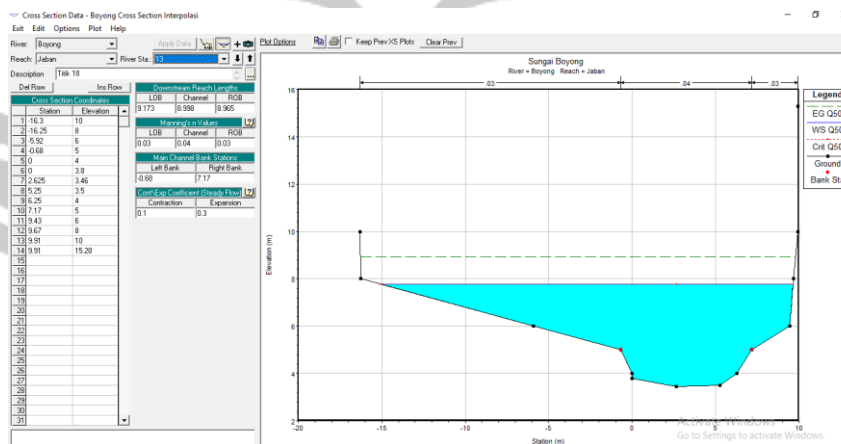 Cross Section Data - Boyong Cross Section Interpolasi
Exit Edit Options Plot Help
River: Boyong Apply Data Plot Options Keep Prev XS Plots Clear Prev
Reach: Jaban River Sta.: 13
Description Titik 18
Del Row Ins Row
Cross Section Coordinates
Station Elevation
1 -16.3 10
2 -16.25 8
3 -5.92 6
4 -0.68 5
5 0 4
6 0 3.8
7 2.625 3.46
8 5.25 3.5
9 6.25 4
10 7.17 5
11 9.43 6
12 9.67 8
13 9.91 10
14 9.91 15.28
15
16
17
18
19
20
21
22
23
24
25
26
27
28
29
30
31
Downstream Reach Lengths
LOB Channel ROB
9.173 8.998 8.965
Manning's n Values
LOB Channel ROB
0.03 0.04 0.03
Main Channel Bank Stations
Left Bank Right Bank
-0.68 7.17
Cont\Exp Coefficient (Steady Flow)
Contraction Expansion
0.1 0.3
Sungai Boyong
River = Boyong Reach = Jaban
.03 .04 .03
16
14
12
10
8
6
4
2
-20 -15 -10 -5 0 5 10
Elevation (m)
Station (m)
Legend
EG Q50
WS Q50
Crit Q50
Ground
Bank Sta
Activate Windows
Go to Settings to activate Windows.